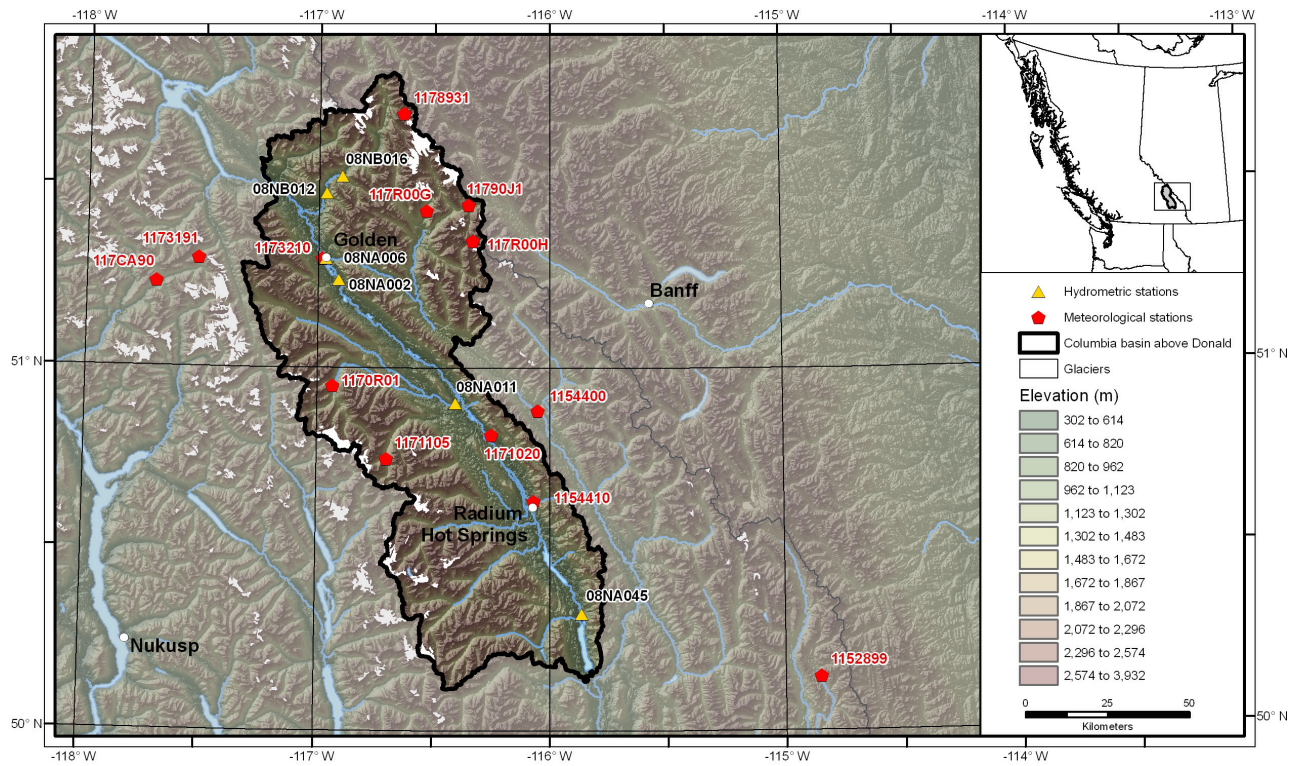 -118° W
-117° W
-116° W
-115° W
-114° W
-113° W
1178931
08NB016
08NB012
117R00G
11790J1
1173191
1173210
Golden
117R00H
117CA90
08NA006
08NA002
Banff
51° N
51° N
1170R01
08NA011
1154400
1171105
1171020
1154410
Radium
Hot Springs
08NA045
Nukusp
1152899
50° N
50° N
Hydrometric stations
Meteorological stations
Columbia basin above Donald
Glaciers
Elevation (m)
302 to 614
614 to 820
820 to 962
962 to 1,123
1,123 to 1,302
1,302 to 1,483
1,483 to 1,672
1,672 to 1,867
1,867 to 2,072
2,072 to 2,296
2,296 to 2,574
2,574 to 3,932
0 25 50
Kilometers
-118° W
-117° W
-116° W
-115° W
-114° W